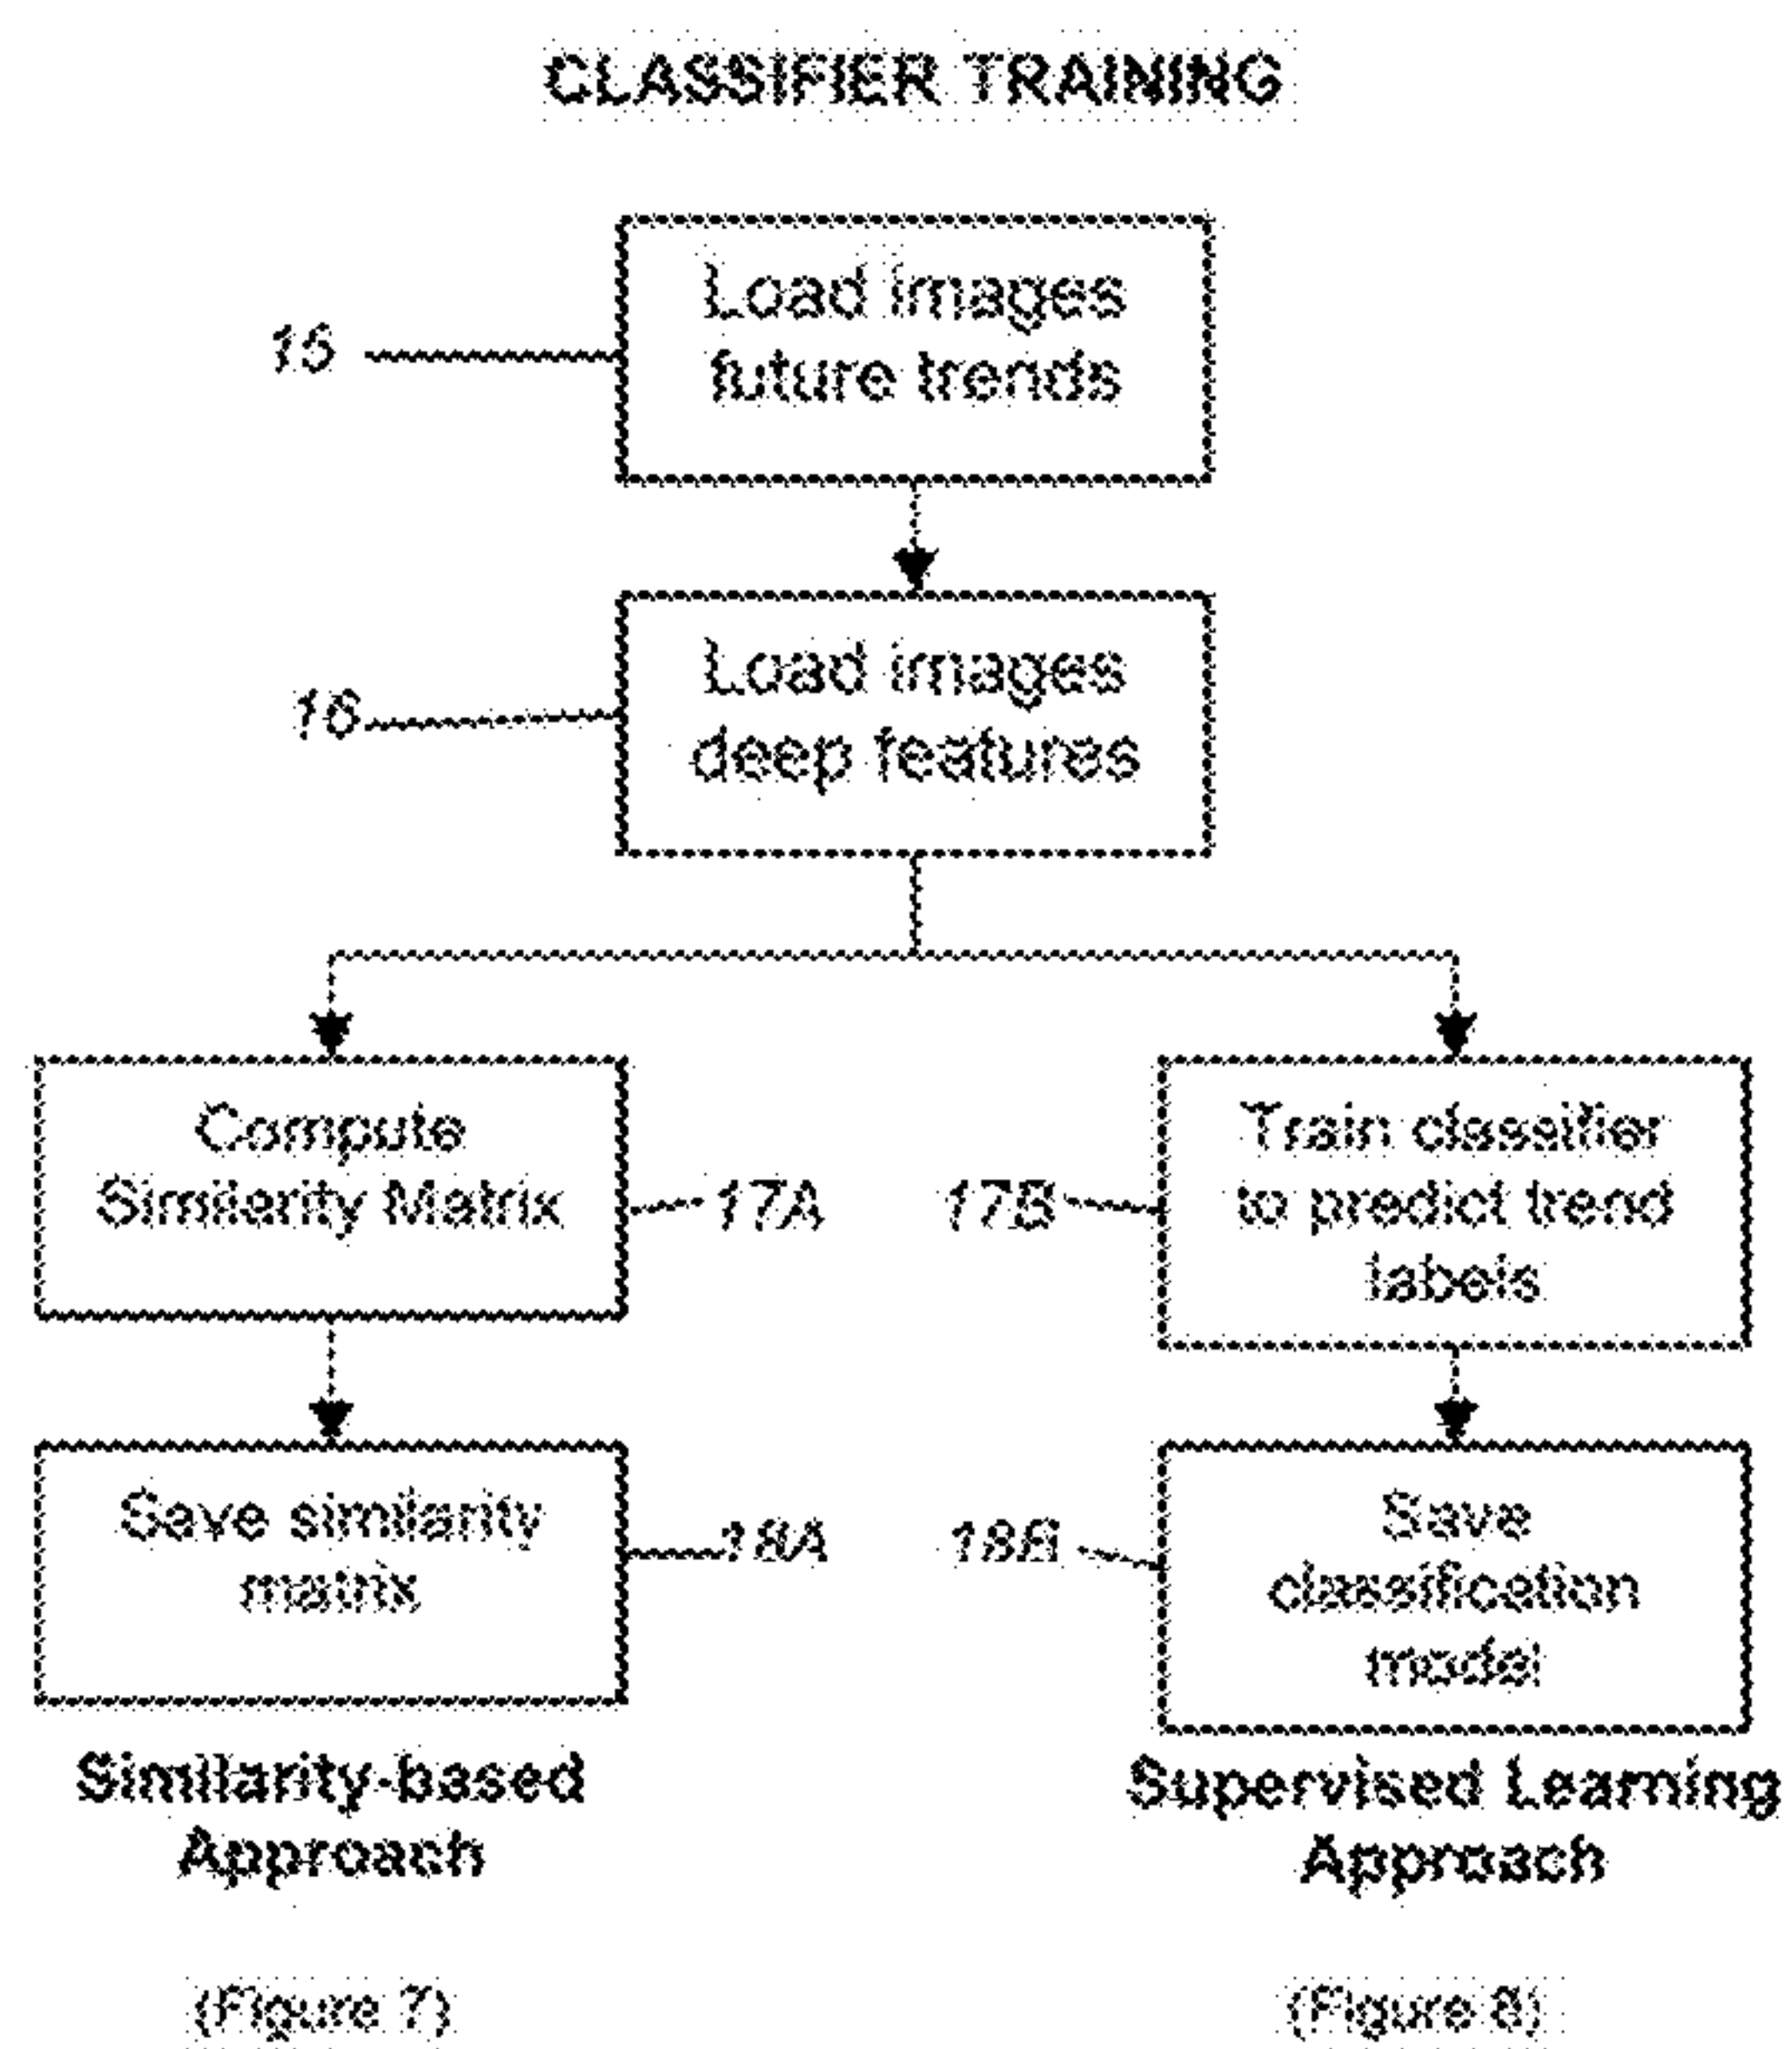 CLASSIFIER TRAINING
Load images
future trends
15
Load images
deep features
16
Compute
Similarity Matrix
17A
17B
Train classifier
to predict trend
labels
Save similarity
matrix
18A
18B
Save
classification
model
Similarity-based
Approach
Supervised Learning
Approach
(Figure 7)
(Figure 8)